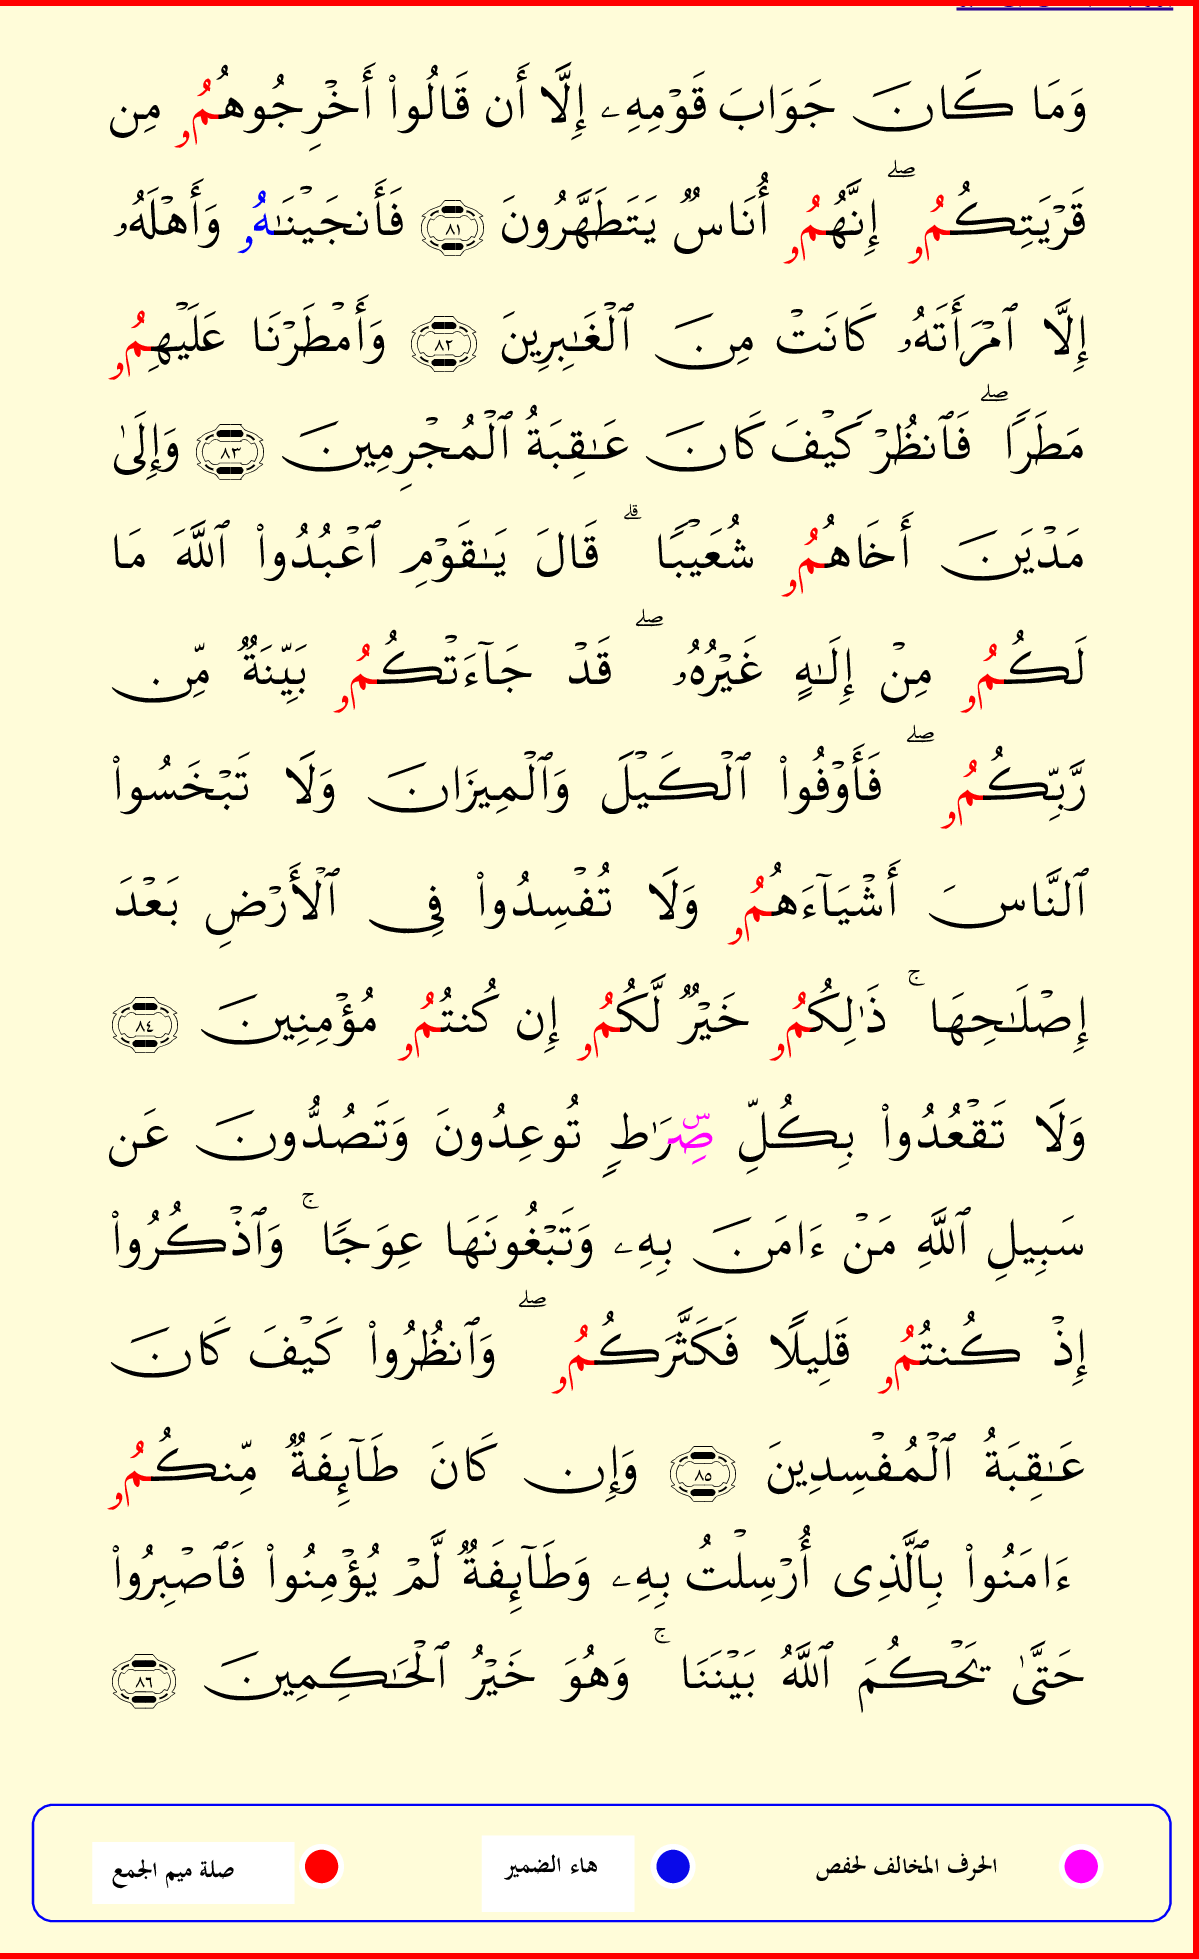 وَمَا كَانَ جَوَابَ قَوْمِهِۦ إِلَّا أَن قَالُوا۟ أَخْرِجُوهُمُۥ مِن
قَرْيَتِكُمُۥ ۖ إِنَّهُمُۥ أُنَاسٌ يَتَطَهَّرُونَ ٨١ فَأَنجَيْنَـٰهُۥ وَأَهْلَهُۥ
إِلَّا ٱمْرَأَتَهُۥ كَانَتْ مِنَ ٱلْغَـٰبِرِينَ ٨٢ وَأَمْطَرْنَا عَلَيْهِمُۥ
مَطَرًا ۖ فَٱنظُرْ كَيْفَ كَانَ عَـٰقِبَةُ ٱلْمُجْرِمِينَ ٨٣ وَإِلَىٰ
مَدْيَنَ أَخَاهُمُۥ شُعَيْبًا ۗ قَالَ يَـٰقَوْمِ ٱعْبُدُوا۟ ٱللَّهَ مَا
لَكُمُۥ مِنْ إِلَـٰهٍ غَيْرُهُۥ ۖ قَدْ جَآءَتْكُمُۥ بَيِّنَةٌ مِّن
رَّبِّكُمُۥ ۖ فَأَوْفُوا۟ ٱلْكَيْلَ وَٱلْمِيزَانَ وَلَا تَبْخَسُوا۟
ٱلنَّاسَ أَشْيَآءَهُمُۥ وَلَا تُفْسِدُوا۟ فِى ٱلْأَرْضِ بَعْدَ
إِصْلَـٰحِهَا ۚ ذَٰلِكُمُۥ خَيْرٌ لَّكُمُۥ إِن كُنتُمُۥ مُؤْمِنِينَ ٨٤
وَلَا تَقْعُدُوا۟ بِكُلِّ صِّرَٰطٍ تُوعِدُونَ وَتَصُدُّونَ عَن
سَبِيلِ ٱللَّهِ مَنْ ءَامَنَ بِهِۦ وَتَبْغُونَهَا عِوَجًا ۚ وَٱذْكُرُوا۟
إِذْ كُنتُمُۥ قَلِيلًا فَكَثَّرَكُمُۥ ۖ وَٱنظُرُوا۟ كَيْفَ كَانَ
عَـٰقِبَةُ ٱلْمُفْسِدِينَ ٨٥ وَإِن كَانَ طَآئِفَةٌ مِّنكُمُۥ
ءَامَنُوا۟ بِٱلَّذِى أُرْسِلْتُ بِهِۦ وَطَآئِفَةٌ لَّمْ يُؤْمِنُوا۟ فَٱصْبِرُوا۟
حَتَّىٰ يَحْكُمَ ٱللَّهُ بَيْنَنَا ۚ وَهُوَ خَيْرُ ٱلْحَـٰكِمِينَ ٨٦
الحرف المخالف لحفص هاء الضمير صلة ميم الجمع